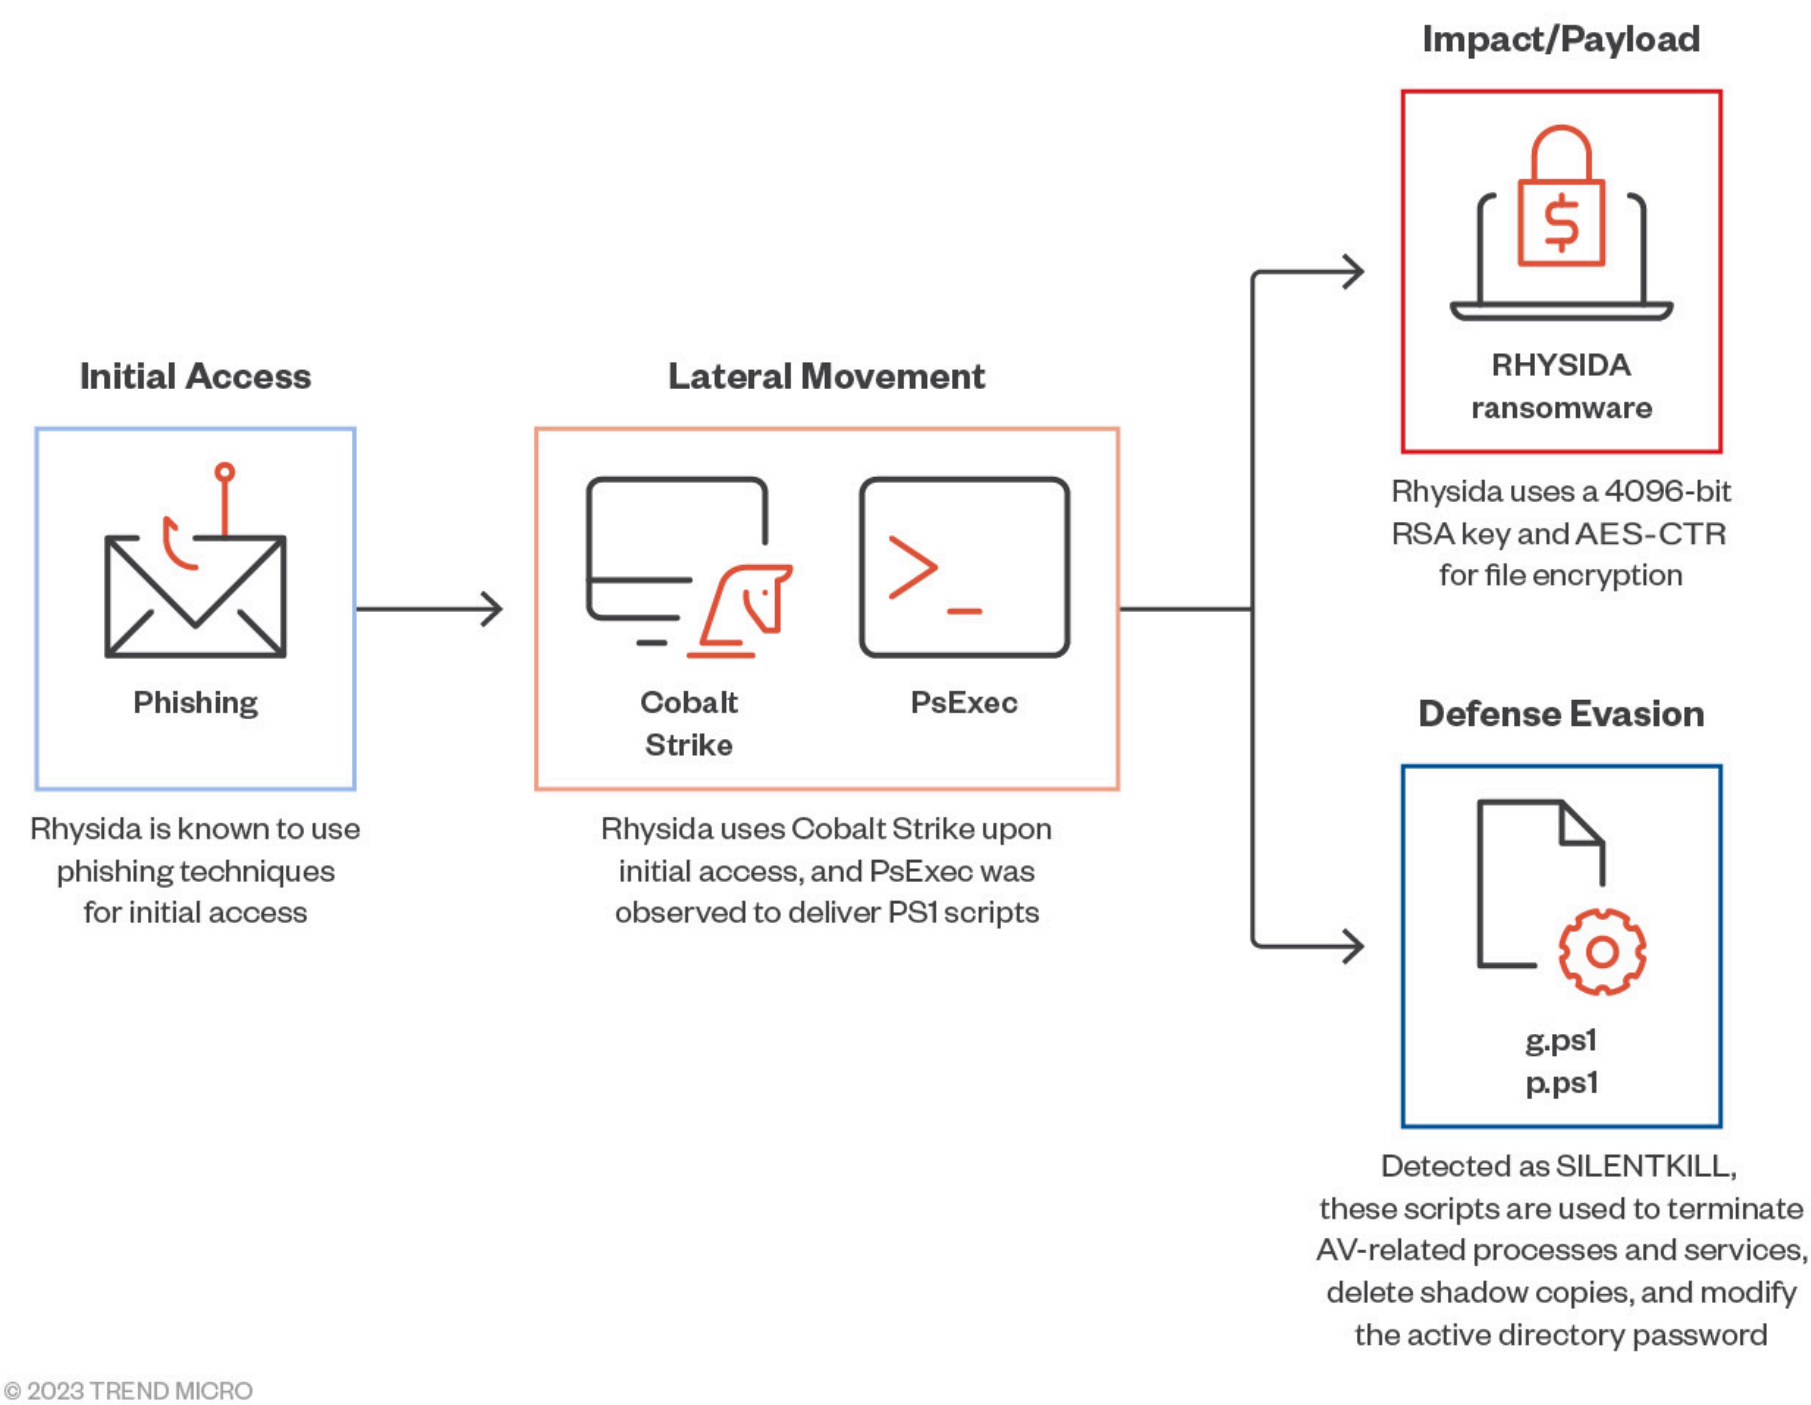 Impact/Payload
RHYSIDA
ransomware
Rhysida uses a 4096-bit
RSA key and AES-CTR
for file encryption
Initial Access
Phishing
Rhysida is known to use
phishing techniques
for initial access
Lateral Movement
Cobalt
Strike
PsExec
Rhysida uses Cobalt Strike upon
initial access, and PsExec was
observed to deliver PS1 scripts
Defense Evasion
g.ps1
p.ps1
Detected as SILENTKILL,
these scripts are used to terminate
AV-related processes and services,
delete shadow copies, and modify
the active directory password
© 2023 TREND MICRO